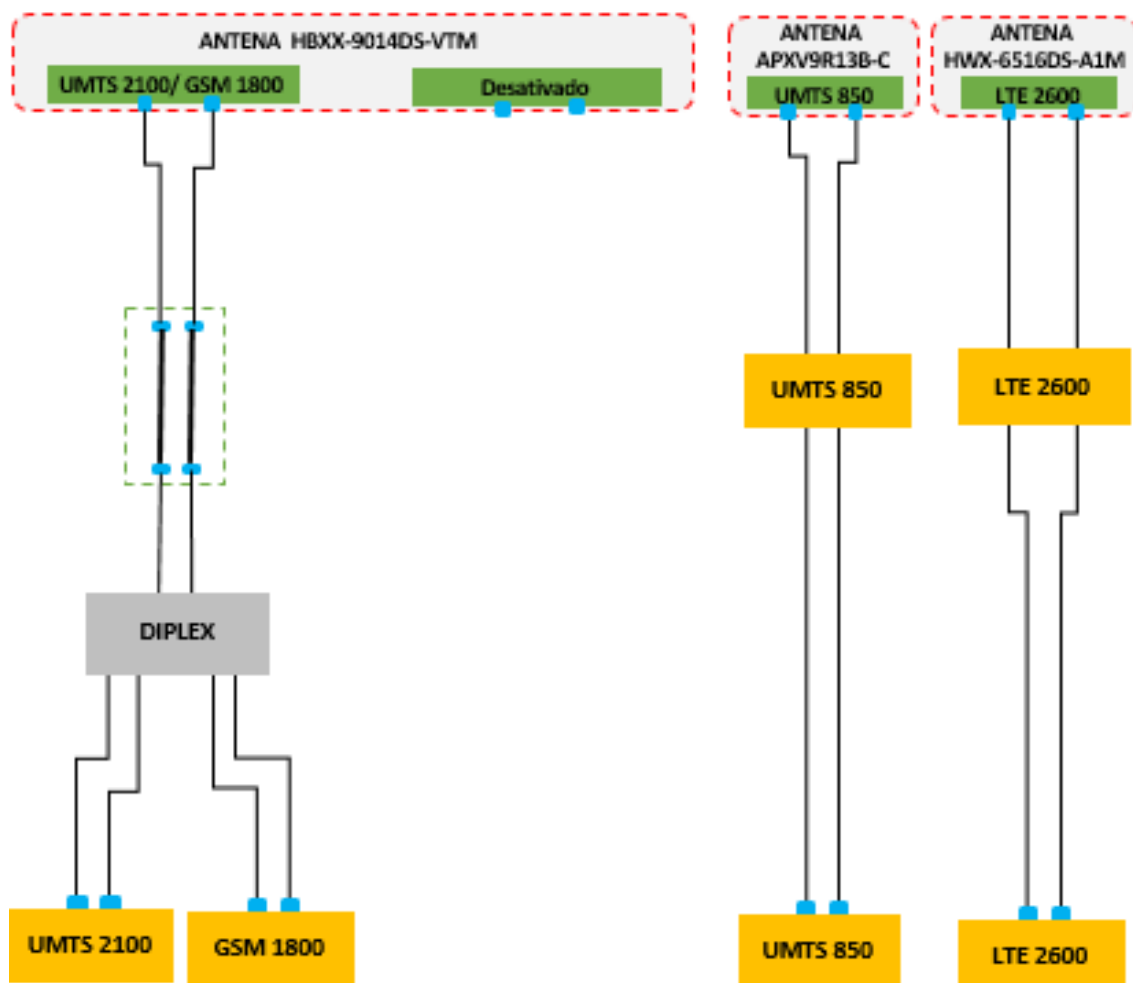 ANTENA HBXX-9014DS-VTM
UMTS 2100/ GSM 1800
Desativado
ANTENA
APXV9R13B-C
UMTS 850
ANTENA
HWX-6516DS-A1M
LTE 2600
UMTS 850
LTE 2600
DIPLEX
UMTS 2100
GSM 1800
UMTS 850
LTE 2600